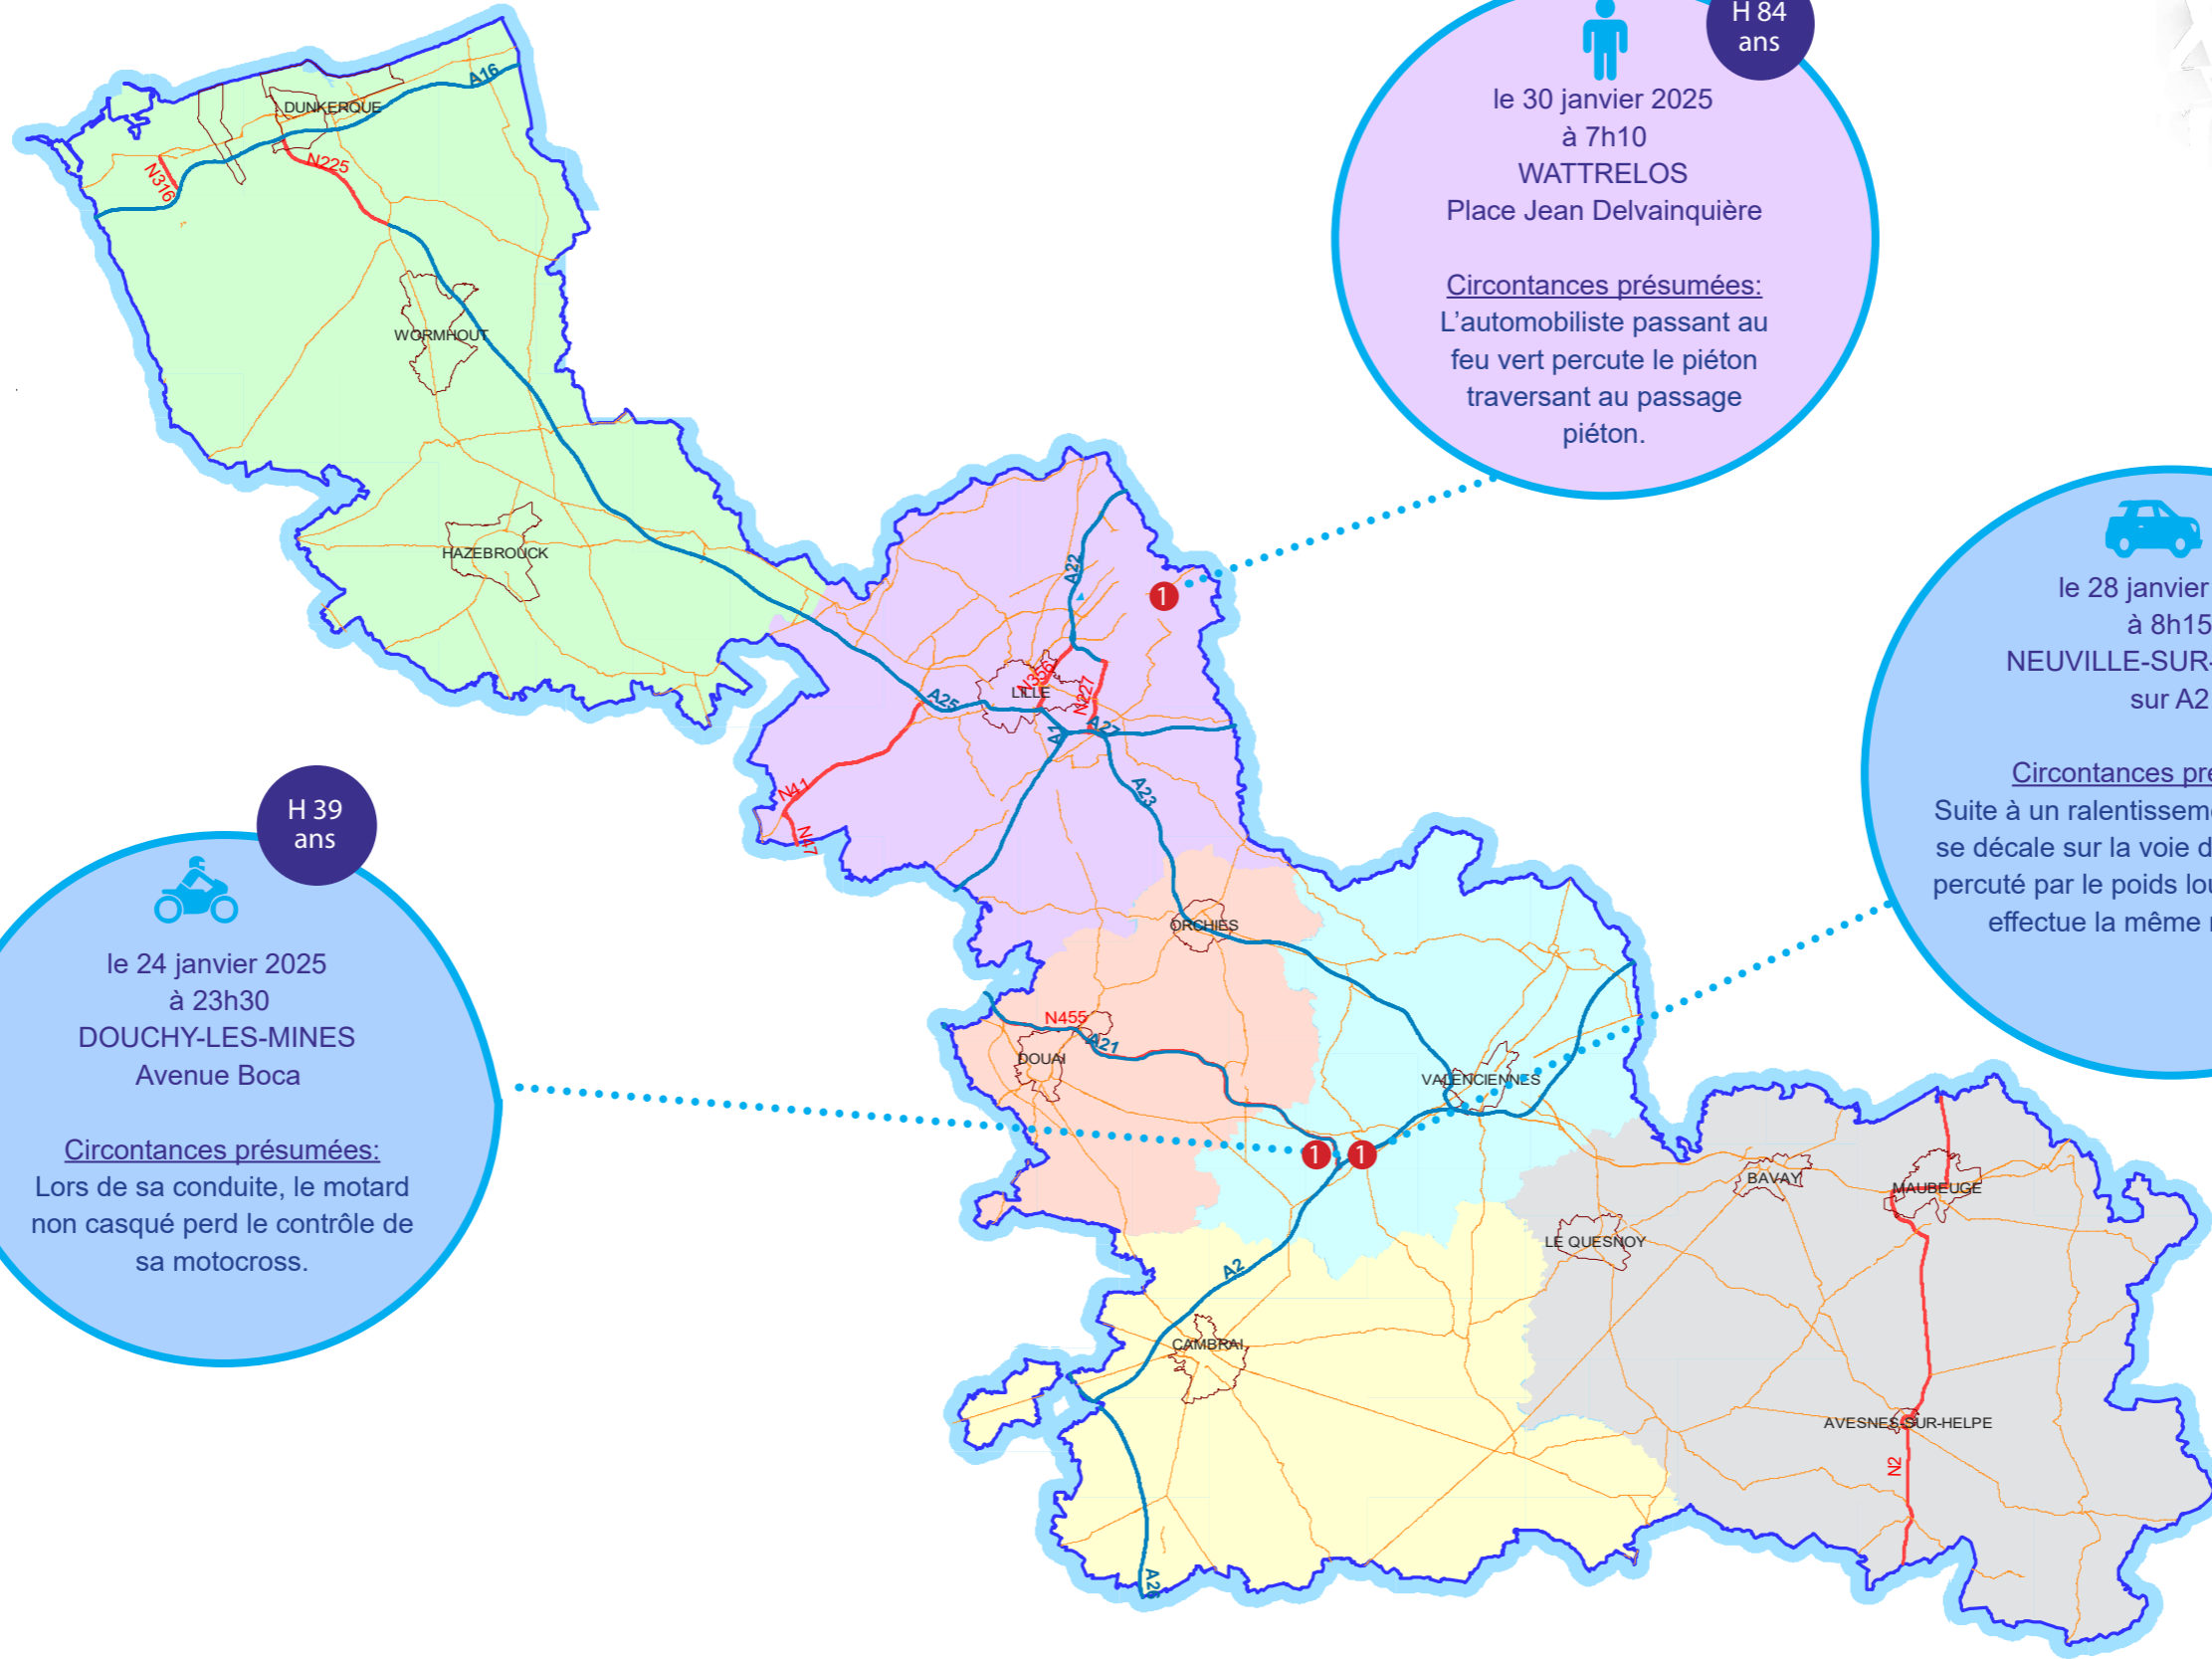 H 84
ans
le 30 janvier 2025
à 7h10
WATTRELOS
Place Jean Delvainquière
Circontances présumées:
L'automobiliste passant au
feu vert percute le piéton
traversant au passage
piéton.
le 28 janvier
à 8h15
NEUVILLE-SUR-
sur A2
Circontances
Suite à un
se décale sur la voie
percuté par le poids
effectue la même
H 39
ans
le 24 janvier 2025
à 23h30
DOUCHY-LES-MINES
Avenue Boca
Circontances présumées:
Lors de sa conduite, le motard
non casqué perd le contrôle de
sa motocross.
A16
DUNKERQUE
N316
N225
WORMHOUT
HAZEBROUCK
A22
1
N356
LILLE
N227
A25
A1
A27
N41
N47
A23
ORCHIES
N455
A21
DOUAI
VALENCIENNES
1
1
BAVAY
MAUBEUGE
LE QUESNOY
A2
CAMBRAI
AVESNES-SUR-HELPE
N2
A26